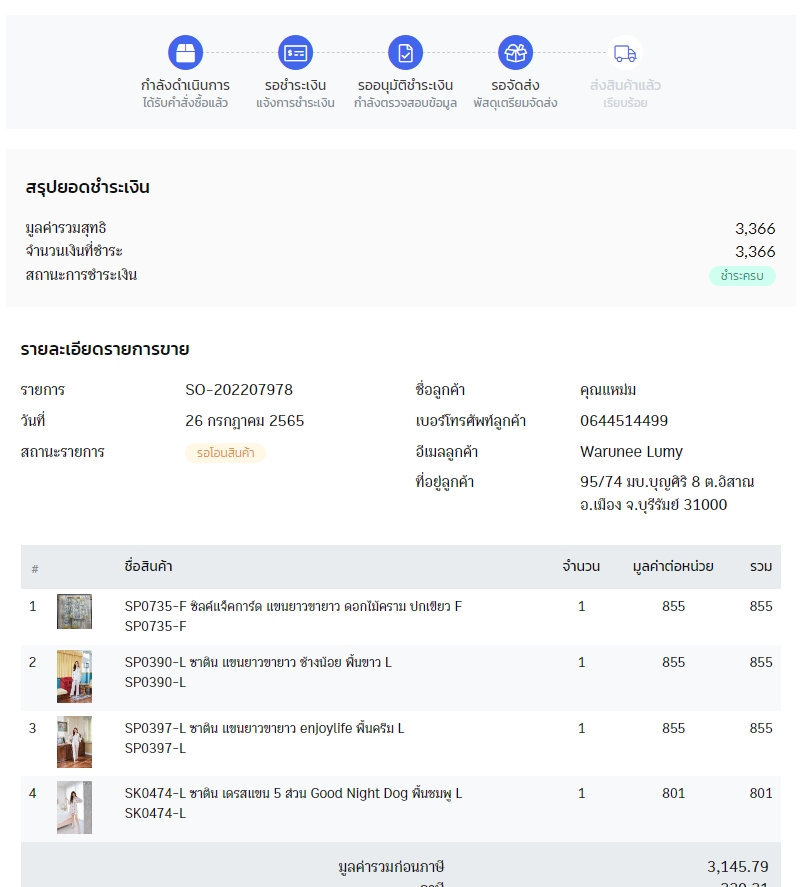 กำลังดำเนินการ
ได้รับคำสั่งซื้อแล้ว
รอชำระเงิน
แจ้งการชำระเงิน
รออนุมัติชำระเงิน
กำลังตรวจสอบข้อมูล
รอจัดส่ง
พัสดุเตรียมจัดส่ง
ส่งสินค้าแล้ว
เรียบร้อย
สรุปยอดชำระเงิน
มูลค่ารวมสุทธิ 3,366
จำนวนเงินที่ชำระ 3,366
สถานะการชำระเงิน ชำระครบ
รายละเอียดรายการขาย
รายการ SO-202207978
วันที่ 26 กรกฎาคม 2565
สถานะรายการ รอโอนสินค้า
ชื่อลูกค้า คุณแหม่ม
เบอร์โทรศัพท์ลูกค้า 0644514499
อีเมลลูกค้า Warunee Lumy
ที่อยู่ลูกค้า 95/74 มบ.บุญศิริ 8 ต.อิสาณ
อ.เมือง จ.บุรีรัมย์ 31000
# ชื่อสินค้า จำนวน มูลค่าต่อหน่วย รวม
1 SP0735-F ซิลค์แจ็คการ์ด แขนยาวขายาว ดอกไม้คราม ปกเขียว F 1 855 855
SP0735-F
2 SP0390-L ซาติน แขนยาวขายาว ช้างน้อย พื้นขาว L 1 855 855
SP0390-L
3 SP0397-L ซาติน แขนยาวขายาว enjoylife พื้นครีม L 1 855 855
SP0397-L
4 SK0474-L ซาติน เดรสแขน 5 ส่วน Good Night Dog พื้นชมพู L 1 801 801
SK0474-L
มูลค่ารวมก่อนภาษี 3,145.79